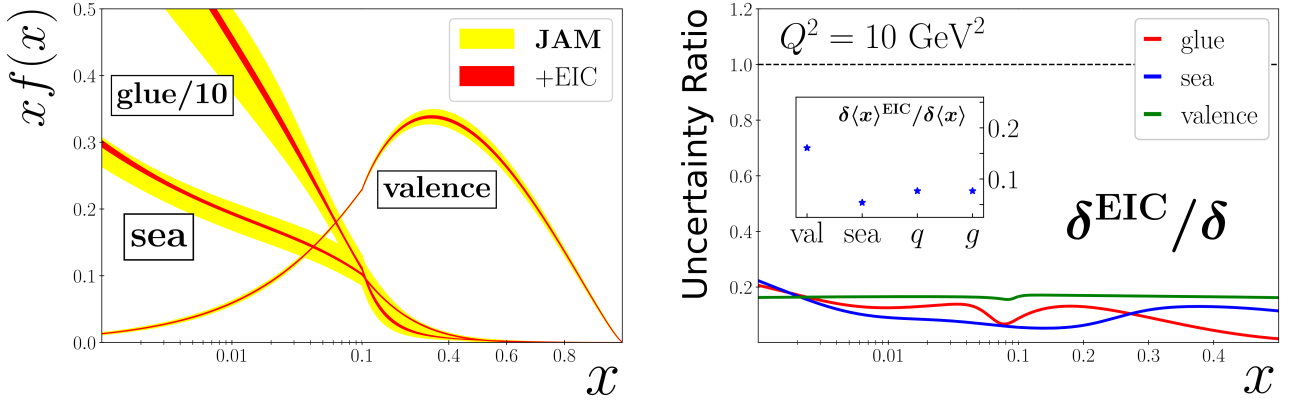 x f(x)
0.5
0.4
0.3
0.2
0.1
0.0
JAM
+EIC
glue/10
valence
sea
0.01
0.1
0.4
0.6
0.8
x
Uncertainty Ratio
1.2
1.0
0.8
0.6
0.4
0.2
Q² = 10 GeV²
glue
sea
valence
δ⟨x⟩ᴱᴵᶜ/δ⟨x⟩
0.2
0.1
val sea q g
δᴱᴵᶜ/δ
0.01
0.1
0.2
0.3
0.4
x